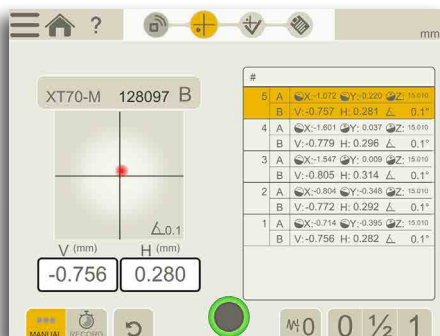 ?
mm
XT70-M 128097 B
0.1
V (mm) H (mm)
-0.756 0.280
MANUAL RECORD
0 0 ½ 1
#
5 A X:-1.072 Y:-0.220 Z: 15.010
B V:-0.757 H: 0.281 0.1°
4 A X:-1.601 Y: 0.037 Z: 15.010
B V:-0.779 H: 0.296 0.1°
3 A X:-1.547 Y: 0.009 Z: 15.010
B V:-0.805 H: 0.314 0.1°
2 A X:-0.804 Y:-0.348 Z: 15.010
B V:-0.772 H: 0.292 0.1°
1 A X:-0.714 Y:-0.395 Z: 15.010
B V:-0.756 H: 0.282 0.1°